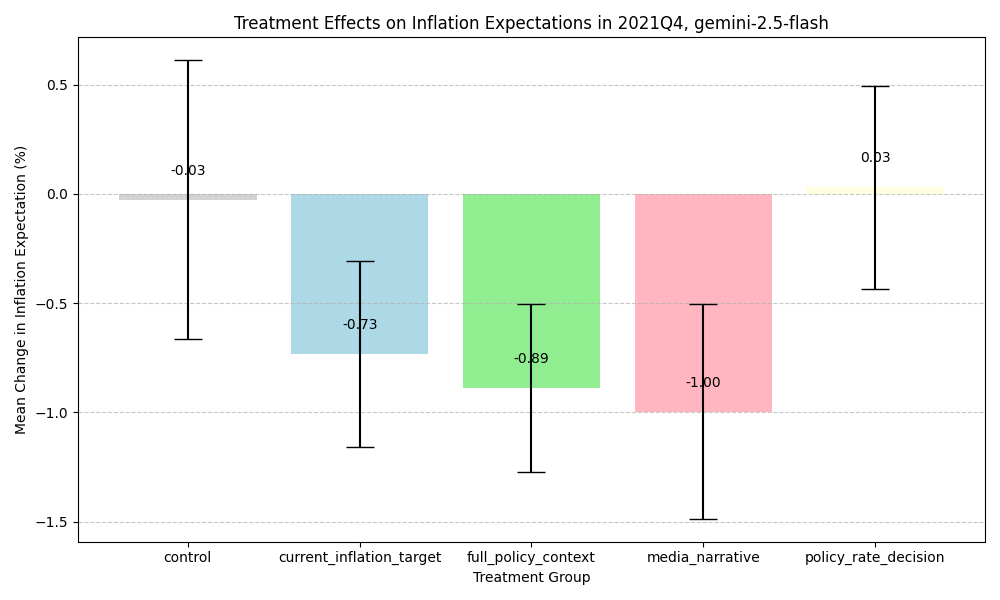 Treatment Effects on Inflation Expectations in 2021Q4, gemini-2.5-flash
Mean Change in Inflation Expectation (%)
0.5
0.0
−0.5
−1.0
−1.5
-0.03
-0.73
-0.89
-1.00
0.03
control
current_inflation_target
full_policy_context
media_narrative
policy_rate_decision
Treatment Group